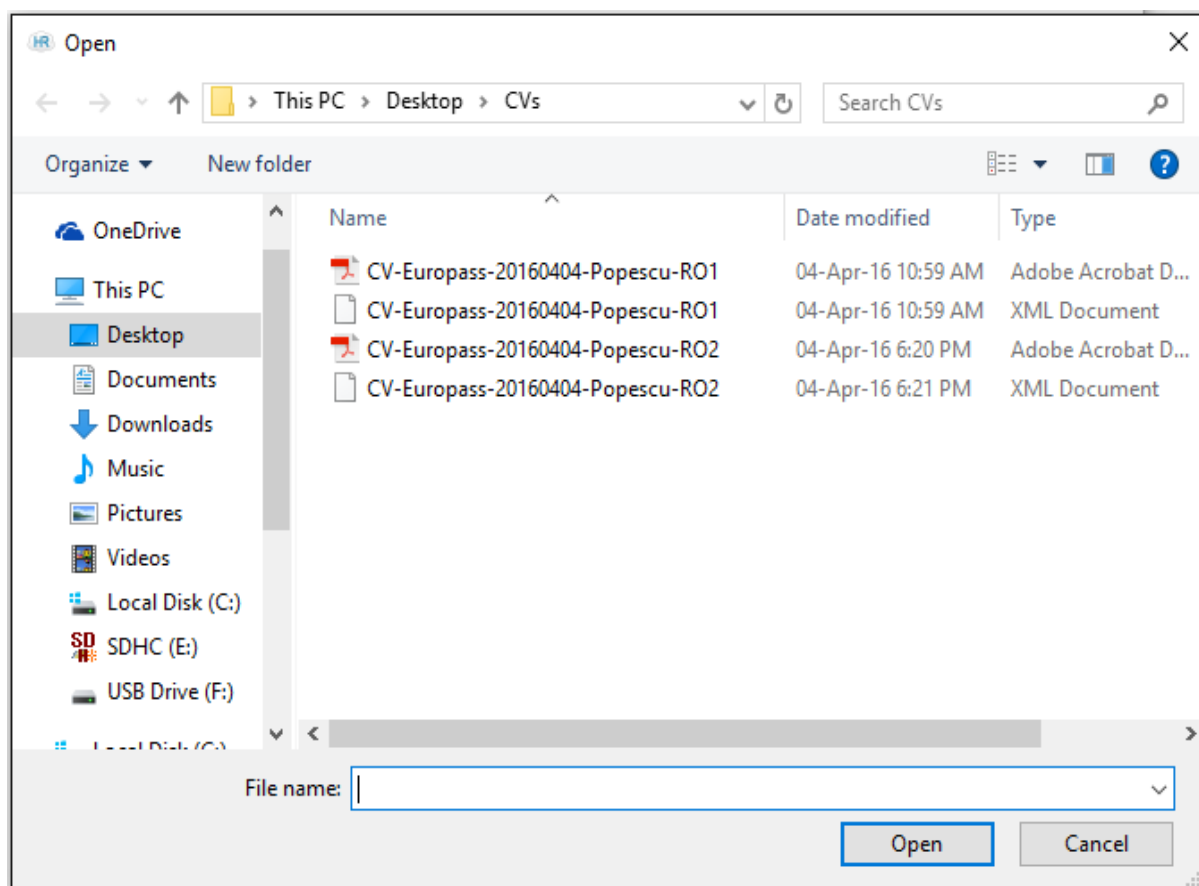 HR Open
This PC > Desktop > CVs
Search CVs
Organize
New folder
Name
Date modified
Type
OneDrive
This PC
Desktop
Documents
Downloads
Music
Pictures
Videos
Local Disk (C:)
SDHC (E:)
USB Drive (F:)
Local Disk (C:)
CV-Europass-20160404-Popescu-RO1 04-Apr-16 10:59 AM Adobe Acrobat D...
CV-Europass-20160404-Popescu-RO1 04-Apr-16 10:59 AM XML Document
CV-Europass-20160404-Popescu-RO2 04-Apr-16 6:20 PM Adobe Acrobat D...
CV-Europass-20160404-Popescu-RO2 04-Apr-16 6:21 PM XML Document
File name:
Open
Cancel